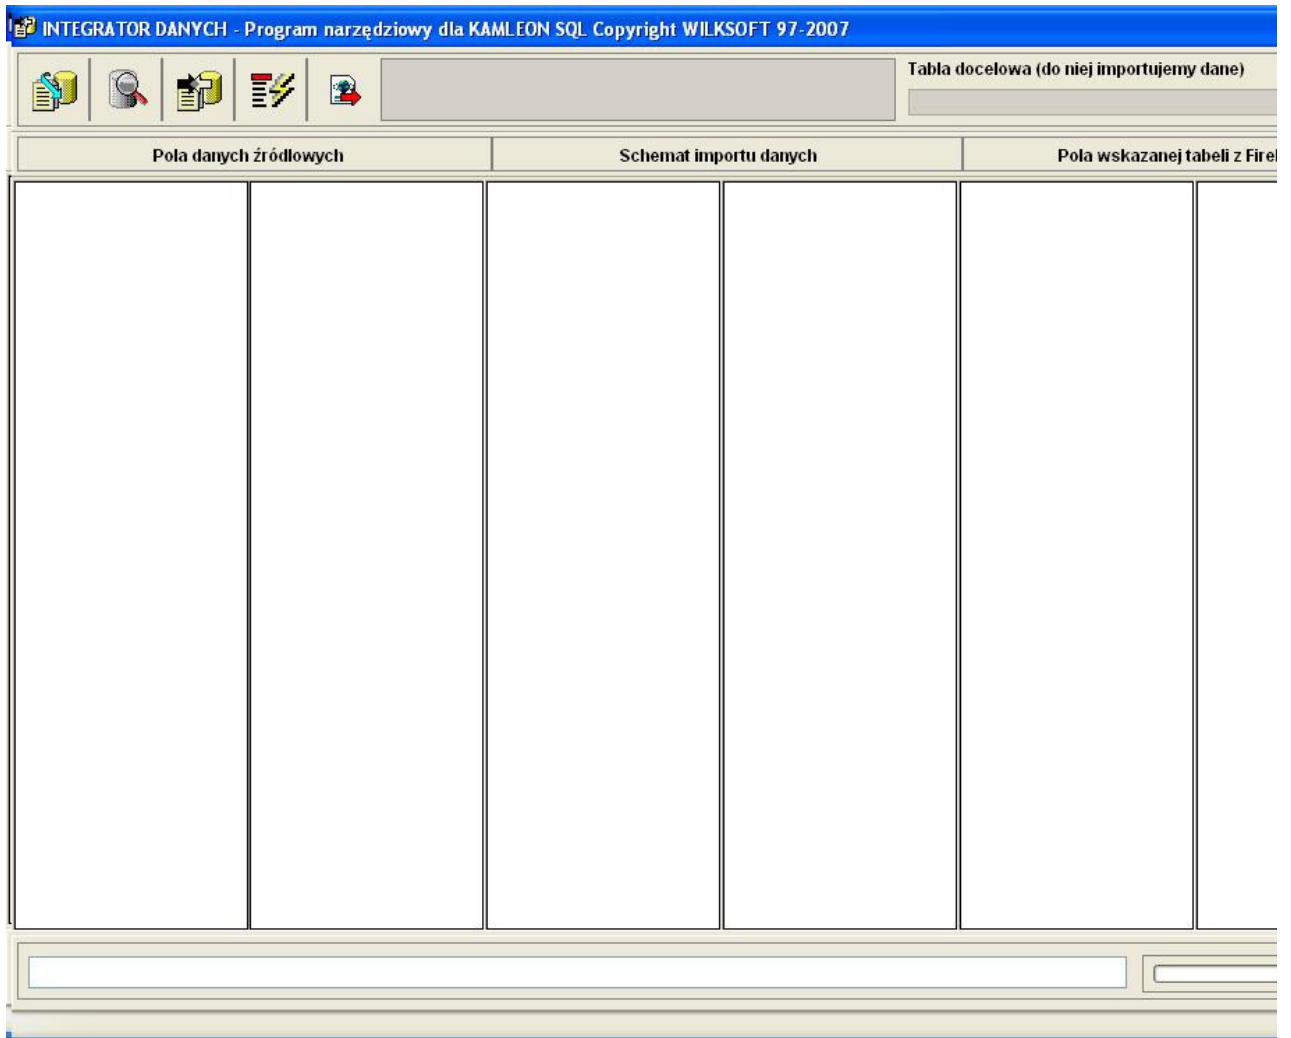 INTEGRATOR DANYCH - Program narzędziowy dla KAMLEON SQL Copyright WILKSOFT 97-2007
Tabla docelowa (do niej importujemy dane)
Pola danych źródłowych
Schemat importu danych
Pola wskazanej tabeli z